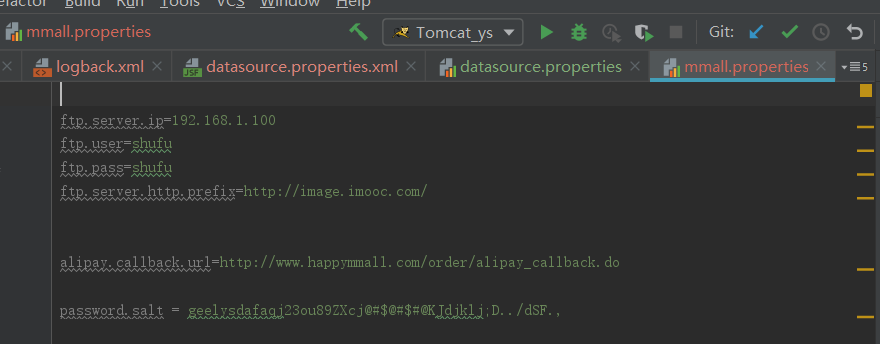 efactor Build Run Tools VCS Window Help
mmall.properties Tomcat_ys Git:
logback.xml datasource.properties.xml datasource.properties mmall.properties 5
ftp.server.ip=192.168.1.100
ftp.user=shufu
ftp.pass=shufu
ftp.server.http.prefix=http://image.imooc.com/
alipay.callback.url=http://www.happymmall.com/order/alipay_callback.do
password.salt = geelysdafaqj23ou89ZXcj@#$@#$#@KJdjklj;D../dSF.,